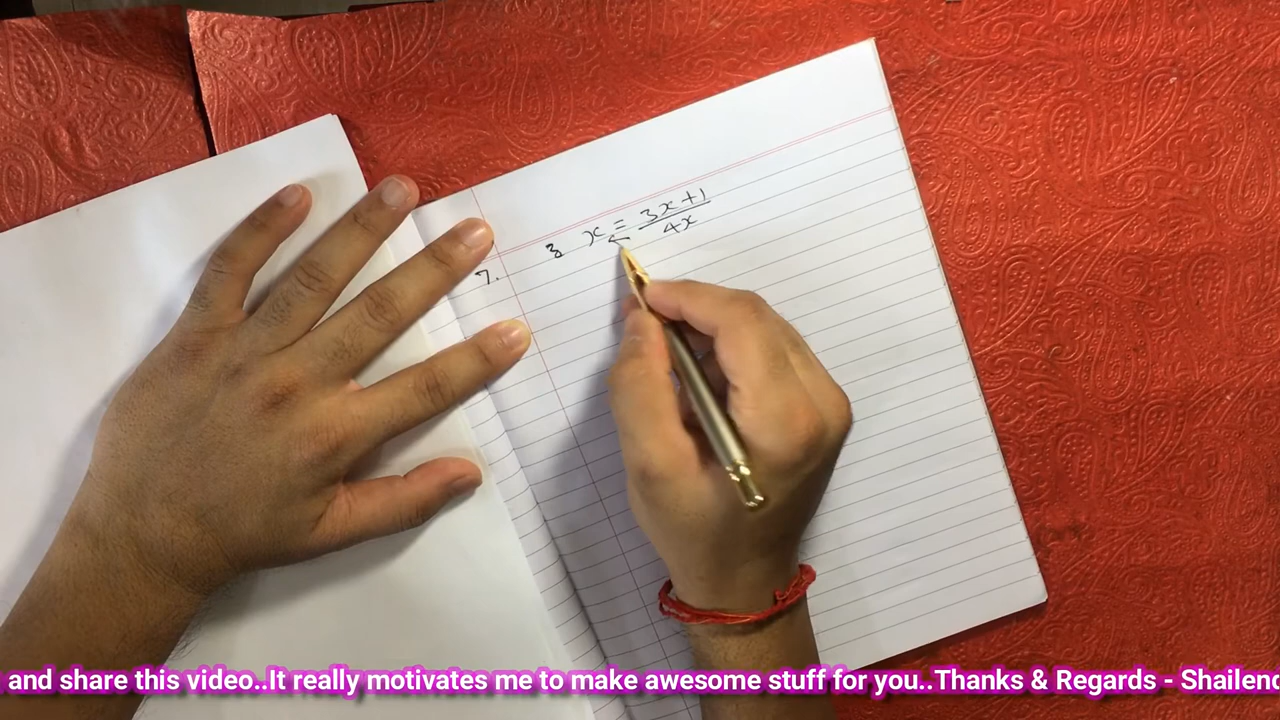 7. 3 x = 3x+1 / 4x
and share this video..It really motivates me to make awesome stuff for you..Thanks & Regards - Shailend